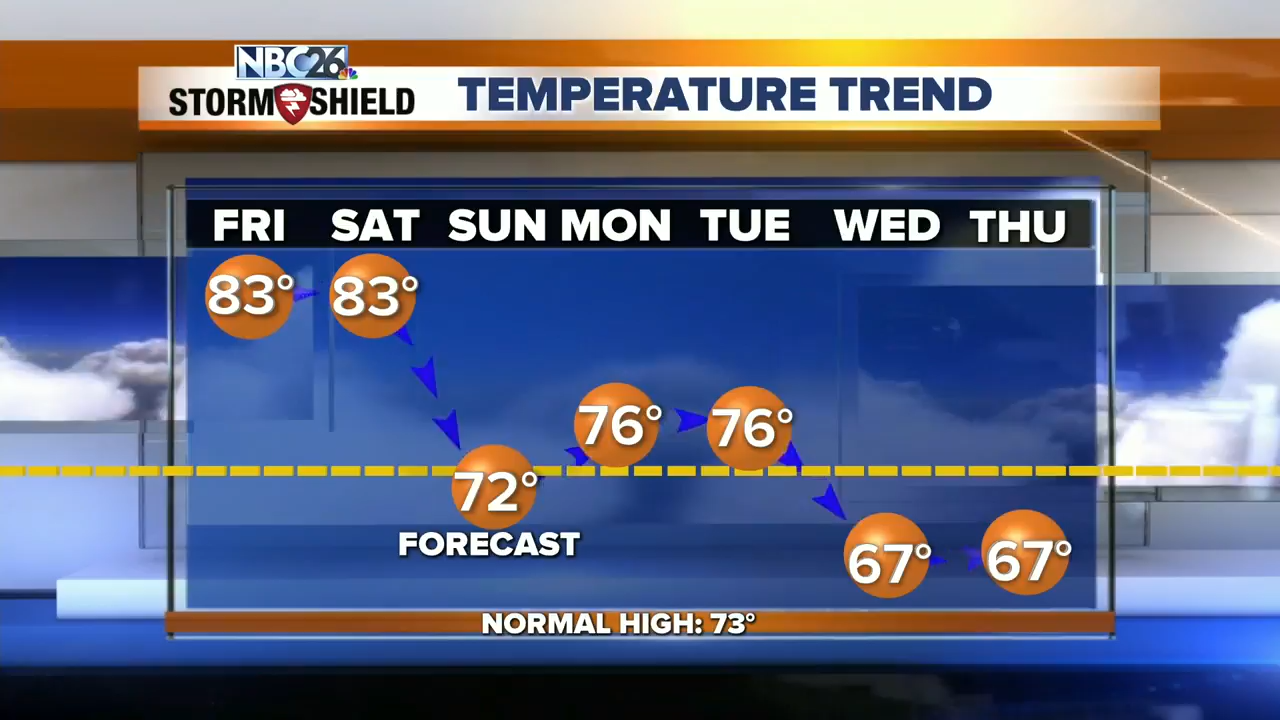 NBC26
STORM SHIELD
TEMPERATURE TREND
FRI SAT SUN MON TUE WED THU
83° 83°
76° 76°
72°
67° 67°
FORECAST
NORMAL HIGH: 73°